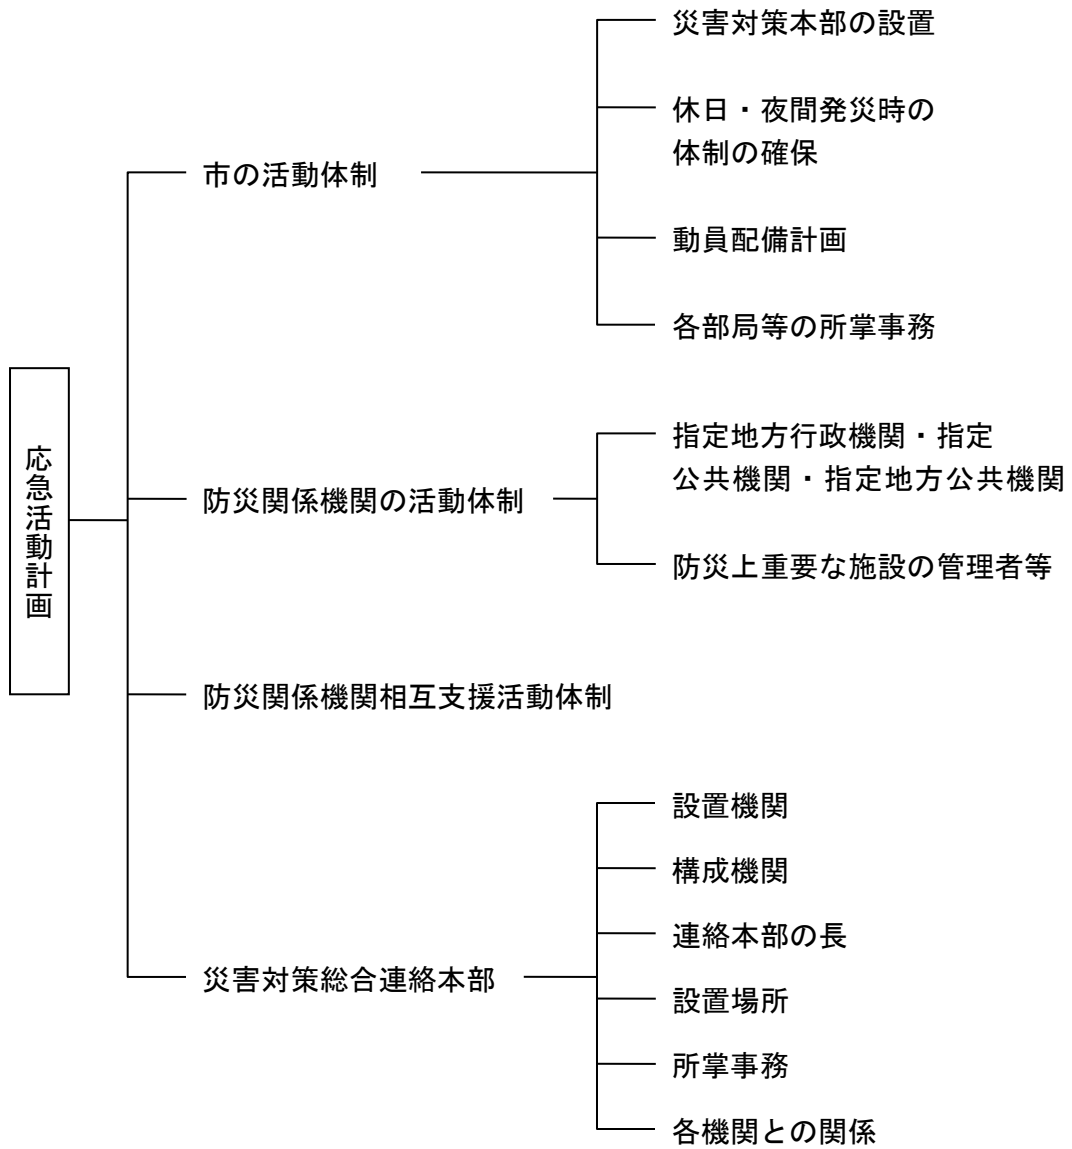 応急活動計画
市の活動体制
災害対策本部の設置
休日・夜間発災時の
体制の確保
動員配備計画
各部局等の所掌事務
防災関係機関の活動体制
指定地方行政機関・指定
公共機関・指定地方公共機関
防災上重要な施設の管理者等
防災関係機関相互支援活動体制
災害対策総合連絡本部
設置機関
構成機関
連絡本部の長
設置場所
所掌事務
各機関との関係